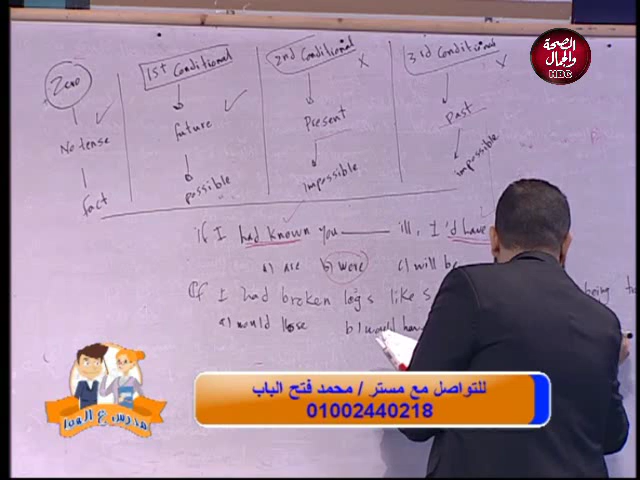 الصحة
والجمال
HBC
Zero
1st Conditional
2nd Conditional X
3rd Conditional X
No tense
future
Present
Past
fact
possible
impossible
impossible
if I had known you ill, I'd have
a) are b) were c) will be
If I had broken legs like
a) would lose b) would
مدرس ع الهوا
للتواصل مع مستر / محمد فتح الباب
01002440218